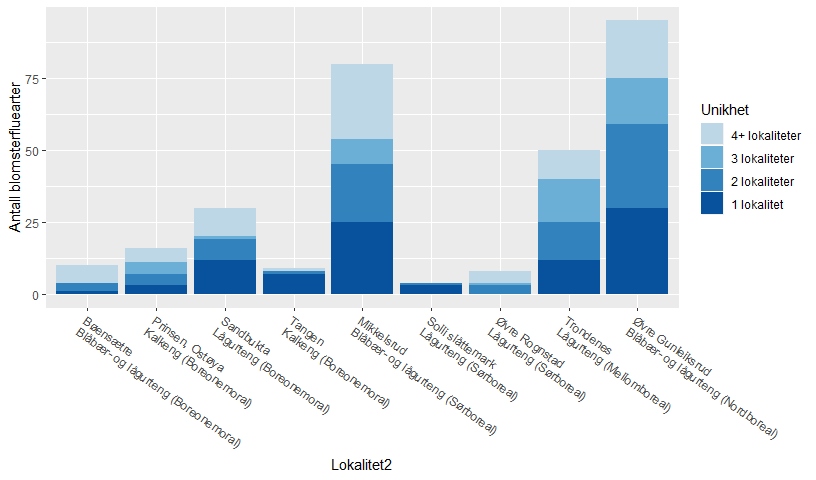 Antall blomsterfluearter
75
50
25
0
Bøensætre
Blåbær- og lågurteng (Boreonemoral)
Prinsen, Ostøya
Kalkeng (Boreonemoral)
Sandbukta
Lågurteng (Boreonemoral)
Tangen
Kalkeng (Boreonemoral)
Mikkelsrud
Blåbær- og lågurteng (Sørboreal)
Solli slåttemark
Lågurteng (Sørboreal)
Øvre Rognstad
Lågurteng (Sørboreal)
Trondenes
Lågurteng (Mellomboreal)
Øvre Gunleiksrud
Blåbær- og lågurteng (Nordboreal)
Lokalitet2
Unikhet
4+ lokaliteter
3 lokaliteter
2 lokaliteter
1 lokalitet